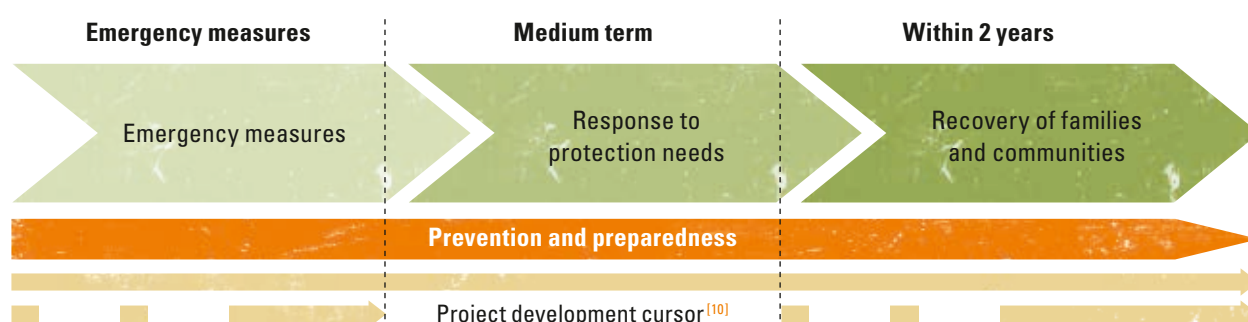 Emergency measures
Medium term
Within 2 years
Emergency measures
Response to
protection needs
Recovery of families
and communities
Prevention and preparedness
Project development cursor [10]